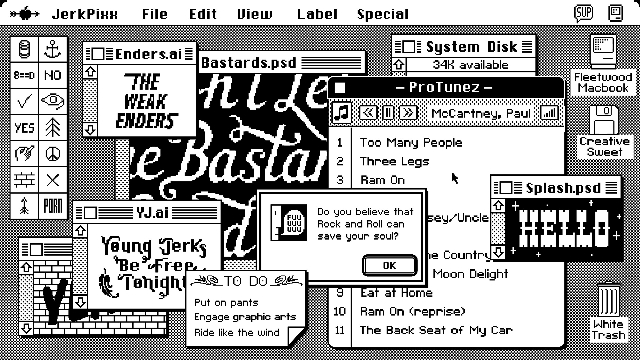 JerkPixx File Edit View Label Special
SUP
8==D NO
YES
PORN
Enders.ai
THE
WEAK
ENDERS
Bastards.psd
System Disk
34K available
Fleetwood
Macbook
Creative
Sweet
White
Trash
– ProTunez –
McCartney, Paul
1 Too Many People
2 Three Legs
3 Ram On
Country
Moon Delight
9 Eat at Home
10 Ram On (reprise)
11 The Back Seat of My Car
Do you believe that
Rock and Roll can
save your soul?
OK
Splash.psd
YJ.ai
Young Jerks
Be Free
Tonight
TO DO
Put on pants
Engage graphic arts
Ride like the wind